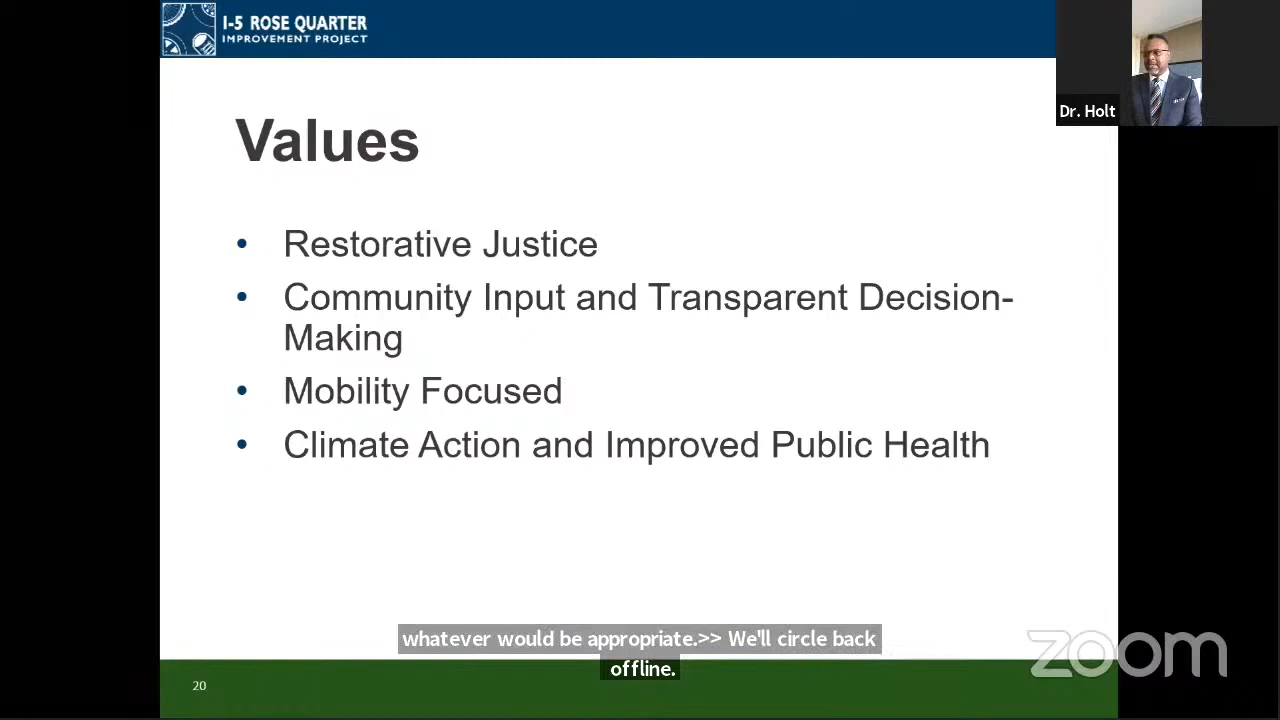 I-5 ROSE QUARTER
IMPROVEMENT PROJECT
Dr. Holt
Values
• Restorative Justice
• Community Input and Transparent Decision-
Making
• Mobility Focused
• Climate Action and Improved Public Health
whatever would be appropriate.>> We'll circle back
offline.
zoom
20